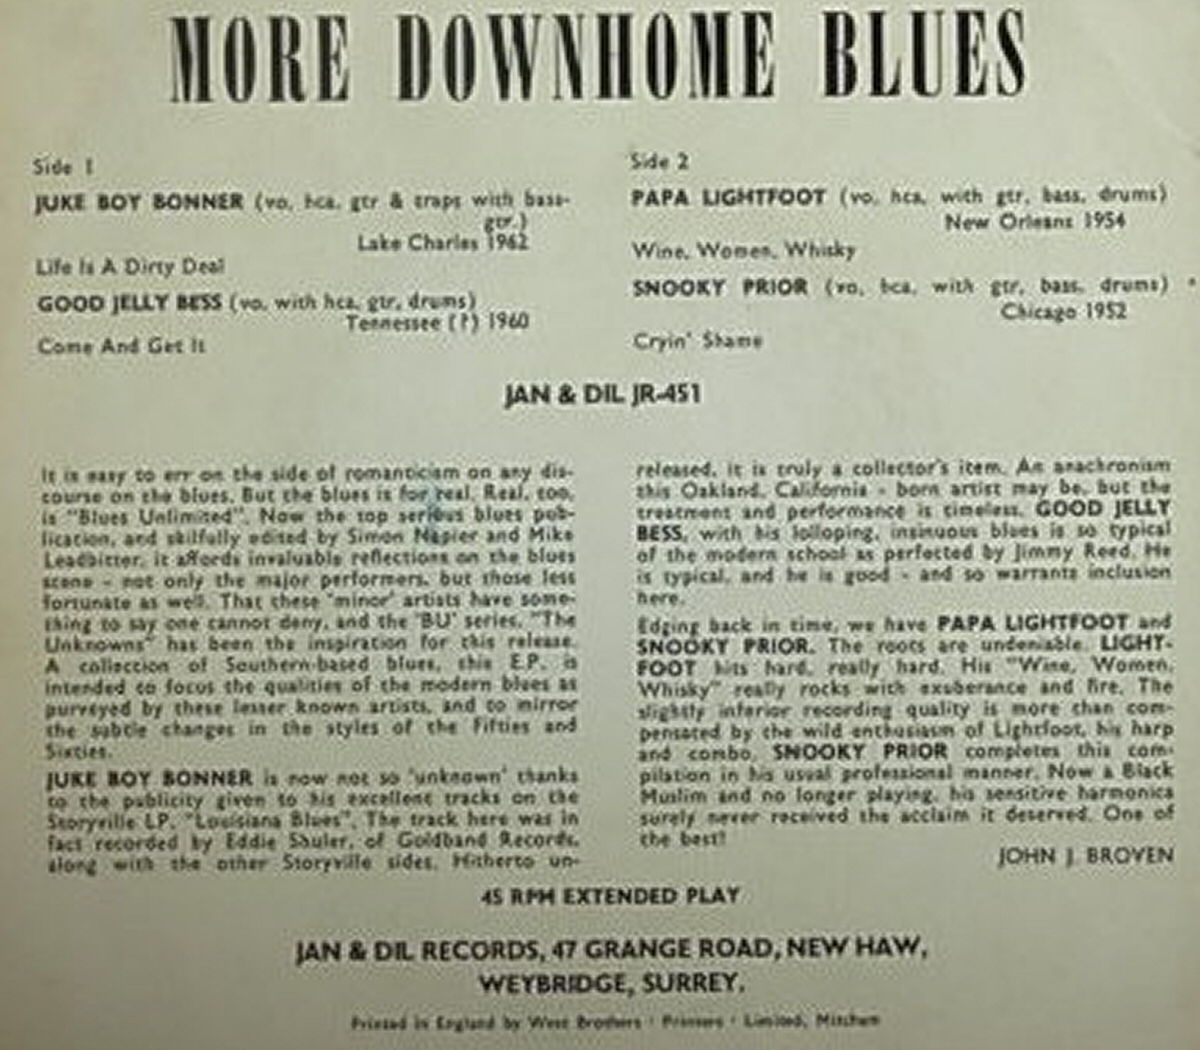 MORE DOWNHOME BLUES
Side 1
JUKE BOY BONNER (vo, hca, gtr & traps with bass-
gtr.)
Lake Charles 1962
Life Is A Dirty Deal
GOOD JELLY BESS (vo, with hca, gtr, drums)
Tennessee (?) 1960
Come And Get It
Side 2
PAPA LIGHTFOOT (vo, hca, with gtr, bass, drums)
New Orleans 1954
Wine, Women, Whisky
SNOOKY PRIOR (vo, hca, with gtr, bass, drums)
Chicago 1952
Cryin' Shame
JAN & DIL JR-451
It is easy to err on the side of romanticism on any dis-
course on the blues. But the blues is for real. Real, too,
is "Blues Unlimited". Now the top serious blues pub-
lication, and skilfully edited by Simon Napier and Mike
Leadbitter, it affords invaluable reflections on the blues
scene - not only the major performers, but those less
fortunate as well. That these 'minor' artists have some-
thing to say one cannot deny, and the 'BU' series, "The
Unknowns" has been the inspiration for this release.
A collection of Southern-based blues, this E.P. is
intended to focus the qualities of the modern blues as
purveyed by these lesser known artists, and to mirror
the subtle changes in the styles of the Fifties and
Sixties.
JUKE BOY BONNER is now not so 'unknown' thanks
to the publicity given to his excellent tracks on the
Storyville LP, "Louisiana Blues". The track here was in
fact recorded by Eddie Shuler, of Goldband Records,
along with the other Storyville sides. Hitherto un-
released, it is truly a collector's item. An anachronism
this Oakland, California - born artist may be, but the
treatment and performance is timeless. GOOD JELLY
BESS, with his lolloping, insinuous blues is so typical
of the modern school as perfected by Jimmy Reed. He
is typical, and he is good - and so warrants inclusion
here.
Edging back in time, we have PAPA LIGHTFOOT and
SNOOKY PRIOR. The roots are undeniable. LIGHT-
FOOT hits hard, really hard. His "Wine, Women,
Whisky" really rocks with exuberance and fire. The
slightly inferior recording quality is more than com-
pensated by the wild enthusiasm of Lightfoot, his harp
and combo. SNOOKY PRIOR completes this com-
pilation in his usual professional manner. Now a Black
Muslim and no longer playing, his sensitive harmonica
surely never received the acclaim it deserved. One of
the best!
JOHN J. BROVEN
45 RPM EXTENDED PLAY
JAN & DIL RECORDS, 47 GRANGE ROAD, NEW HAW,
WEYBRIDGE, SURREY.
Printed in England by West Brothers · Printers · Limited, Mitcham